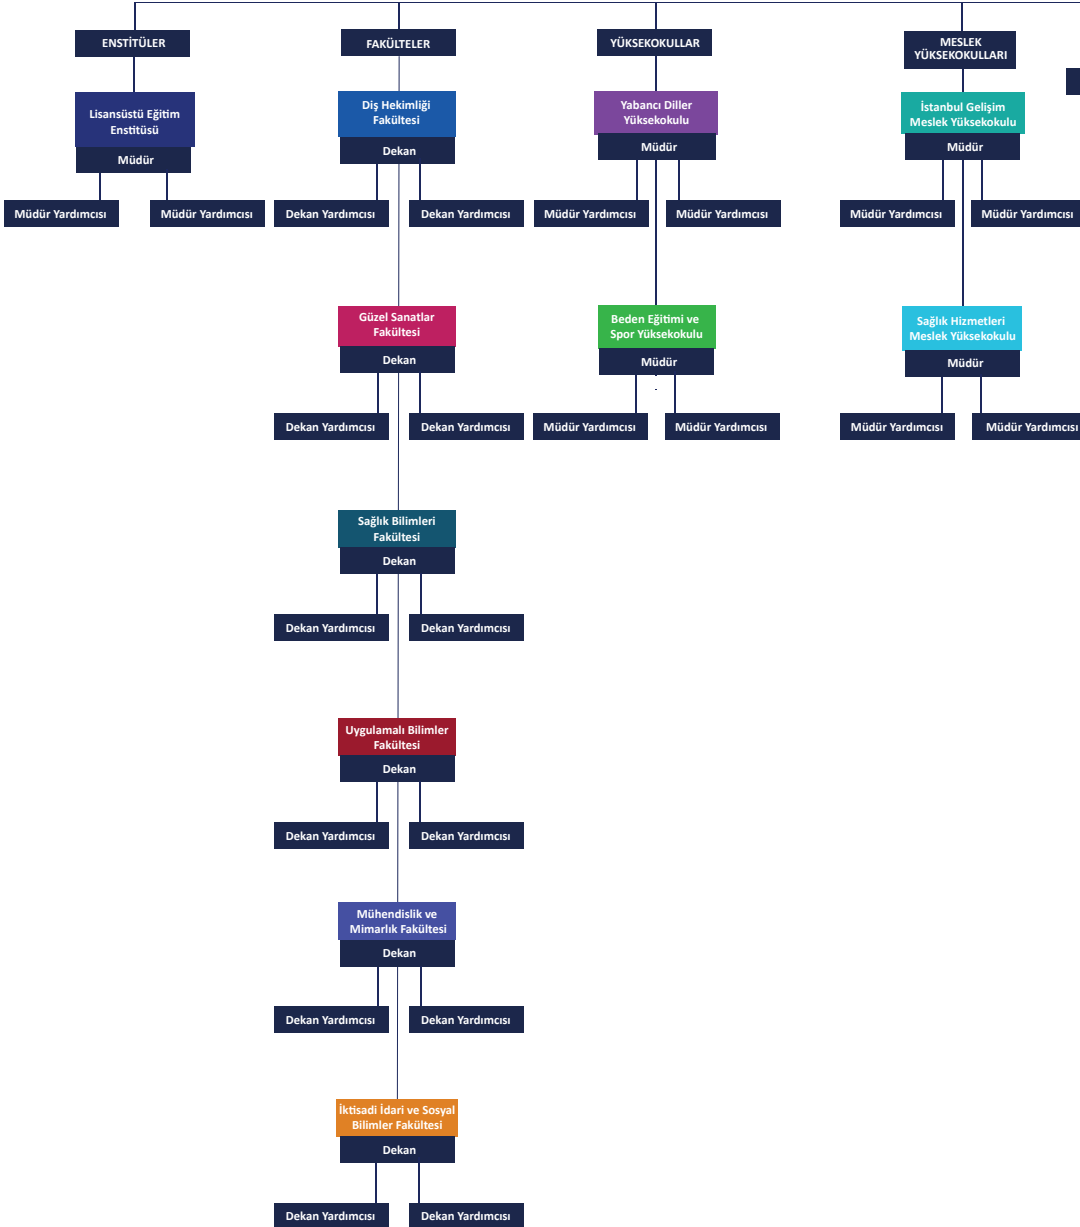 ENSTİTÜLER
Lisansüstü Eğitim
Enstitüsü
Müdür
Müdür Yardımcısı
Müdür Yardımcısı
FAKÜLTELER
Diş Hekimliği
Fakültesi
Dekan
Dekan Yardımcısı
Dekan Yardımcısı
Güzel Sanatlar
Fakültesi
Dekan
Dekan Yardımcısı
Dekan Yardımcısı
Sağlık Bilimleri
Fakültesi
Dekan
Dekan Yardımcısı
Dekan Yardımcısı
Uygulamalı Bilimler
Fakültesi
Dekan
Dekan Yardımcısı
Dekan Yardımcısı
Mühendislik ve
Mimarlık Fakültesi
Dekan
Dekan Yardımcısı
Dekan Yardımcısı
İktisadi İdari ve Sosyal
Bilimler Fakültesi
Dekan
Dekan Yardımcısı
Dekan Yardımcısı
YÜKSEKOKULLAR
Yabancı Diller
Yüksekokulu
Müdür
Müdür Yardımcısı
Müdür Yardımcısı
Beden Eğitimi ve
Spor Yüksekokulu
Müdür
Müdür Yardımcısı
Müdür Yardımcısı
MESLEK
YÜKSEKOKULLARI
İstanbul Gelişim
Meslek Yüksekokulu
Müdür
Müdür Yardımcısı
Müdür Yardımcısı
Sağlık Hizmetleri
Meslek Yüksekokulu
Müdür
Müdür Yardımcısı
Müdür Yardımcısı